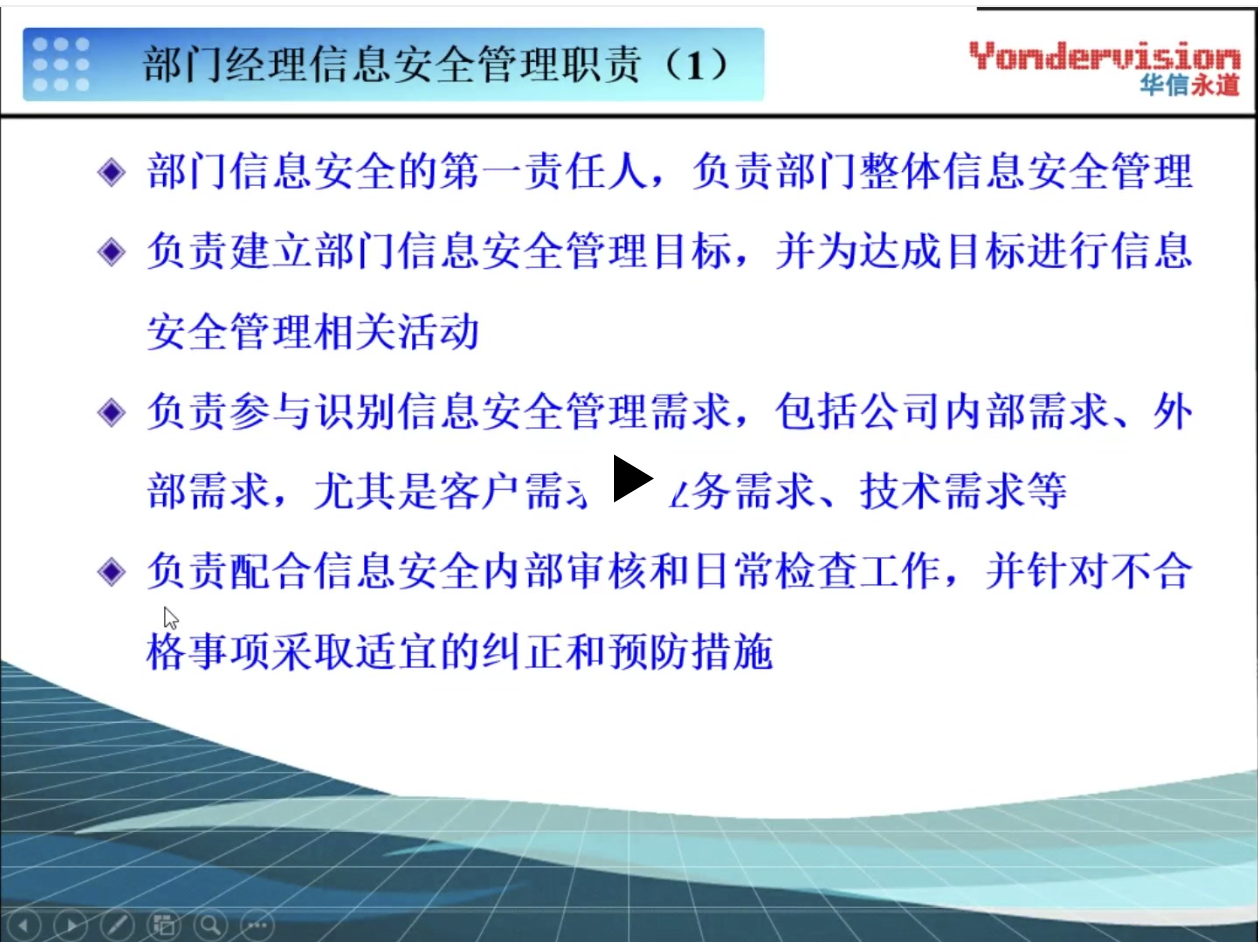 部门经理信息安全管理职责（1）
Yondervision
华信永道
部门信息安全的第一责任人，负责部门整体信息安全管理
负责建立部门信息安全管理目标，并为达成目标进行信息
安全管理相关活动
负责参与识别信息安全管理需求，包括公司内部需求、外
部需求，尤其是客户需 务需求、技术需求等
负责配合信息安全内部审核和日常检查工作，并针对不合
格事项采取适宜的纠正和预防措施